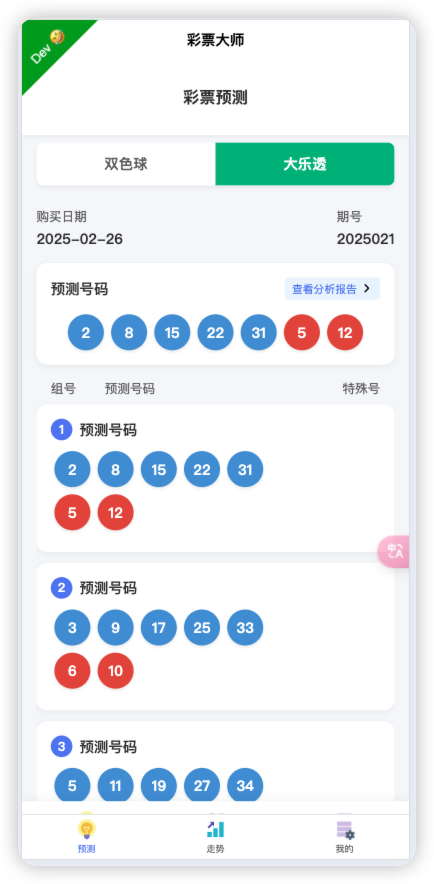 Dev
彩票大师
彩票预测
双色球 大乐透
购买日期 期号
2025-02-26 2025021
预测号码 查看分析报告
2 8 15 22 31 5 12
组号 预测号码 特殊号
1 预测号码
2 8 15 22 31
5 12
中A
2 预测号码
3 9 17 25 33
6 10
3 预测号码
5 11 19 27 34
预测 走势 我的